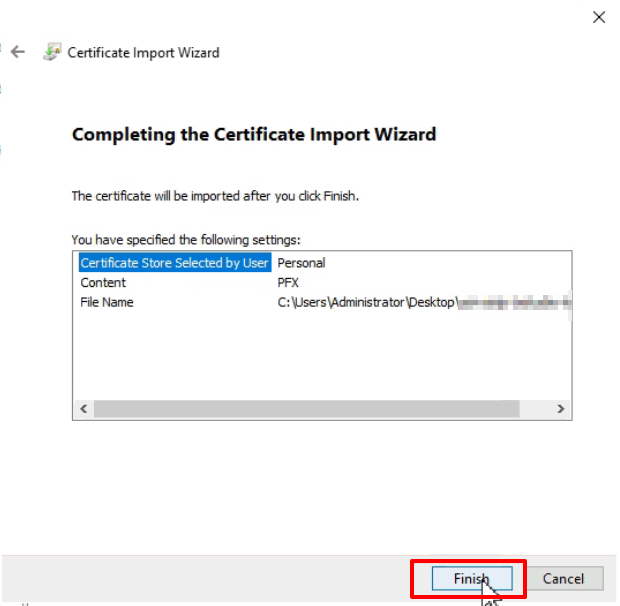 Certificate Import Wizard
Completing the Certificate Import Wizard
The certificate will be imported after you click Finish.
You have specified the following settings:
Certificate Store Selected by User Personal
Content PFX
File Name C:\Users\Administrator\Desktop\
Finish Cancel